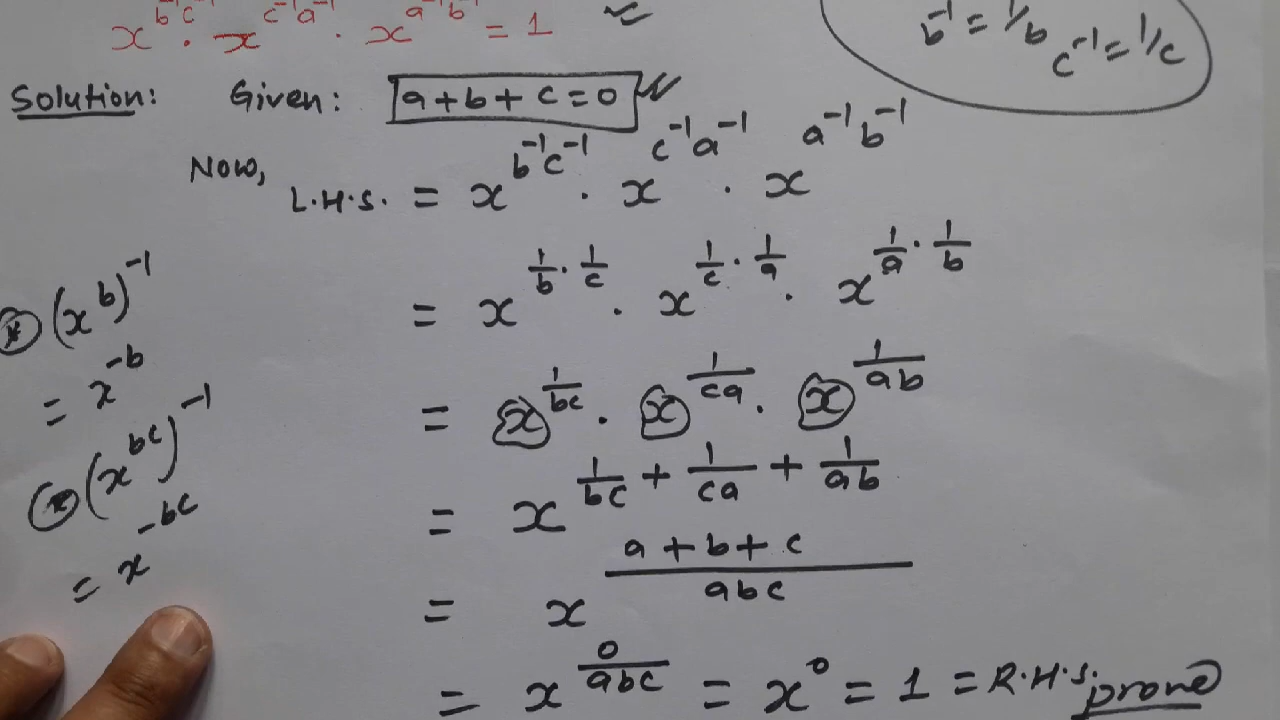 x^{b⁻¹c⁻¹} · x^{c⁻¹a⁻¹} · x^{a⁻¹b⁻¹} = 1
b⁻¹ = 1/b c⁻¹ = 1/c
Solution: Given: a + b + c = 0
Now,
L.H.S. = x^{b⁻¹c⁻¹} · x^{c⁻¹a⁻¹} · x^{a⁻¹b⁻¹}
= x^{1/b · 1/c} · x^{1/c · 1/a} · x^{1/a · 1/b}
= x^{1/bc} · x^{1/ca} · x^{1/ab}
= x^{1/bc + 1/ca + 1/ab}
= x^{(a + b + c)/abc}
= x^{0/abc} = x⁰ = 1 = R.H.S. prove
* (x^b)⁻¹
= x^{-b}
* (x^{bc})⁻¹
= x^{-bc}